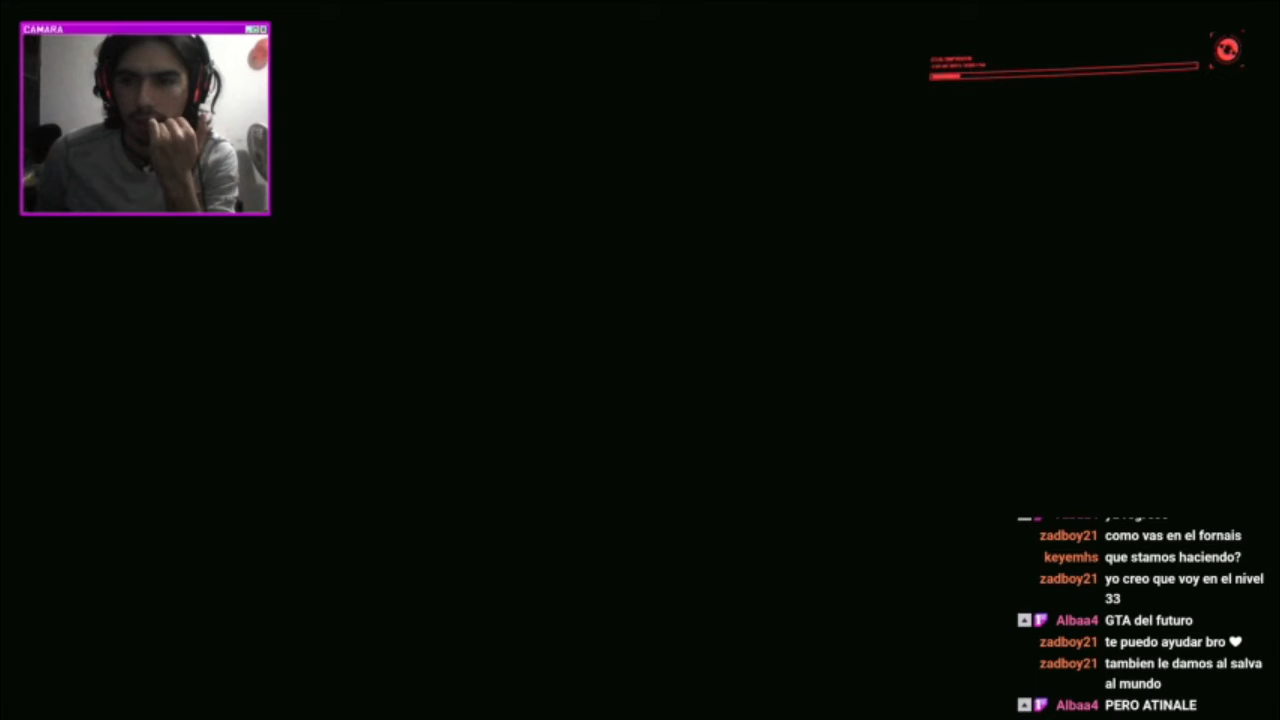 CAMARA
zadboy21 como vas en el fornais
keyemhs que stamos haciendo?
zadboy21 yo creo que voy en el nivel
33
Albaa4 GTA del futuro
zadboy21 te puedo ayudar bro 🤍
zadboy21 tambien le damos al salva
al mundo
Albaa4 PERO ATINALE